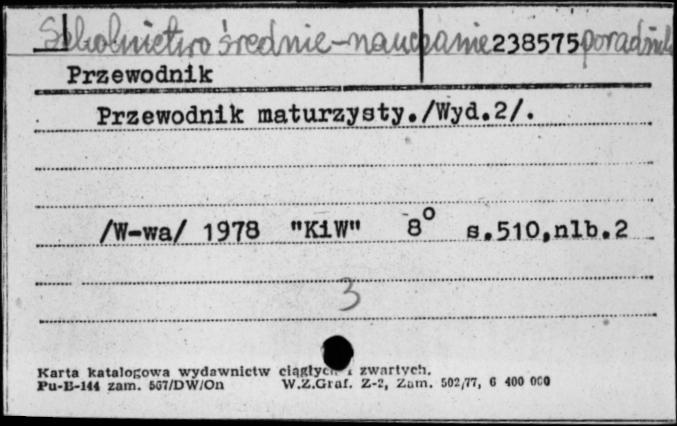 Szkolnictwo średnie-nauczanie 238575 poradnik
Przewodnik
Przewodnik maturzysty./Wyd.2/.
/W-wa/ 1978 "KiW" 8° s.510,nlb.2
3
Karta katalogowa wydawnictw ciągłych i zwartych.
Pu-B-144 zam. 567/DW/On W.Z.Graf. Z-2, Zam. 502/77, 6 400 000